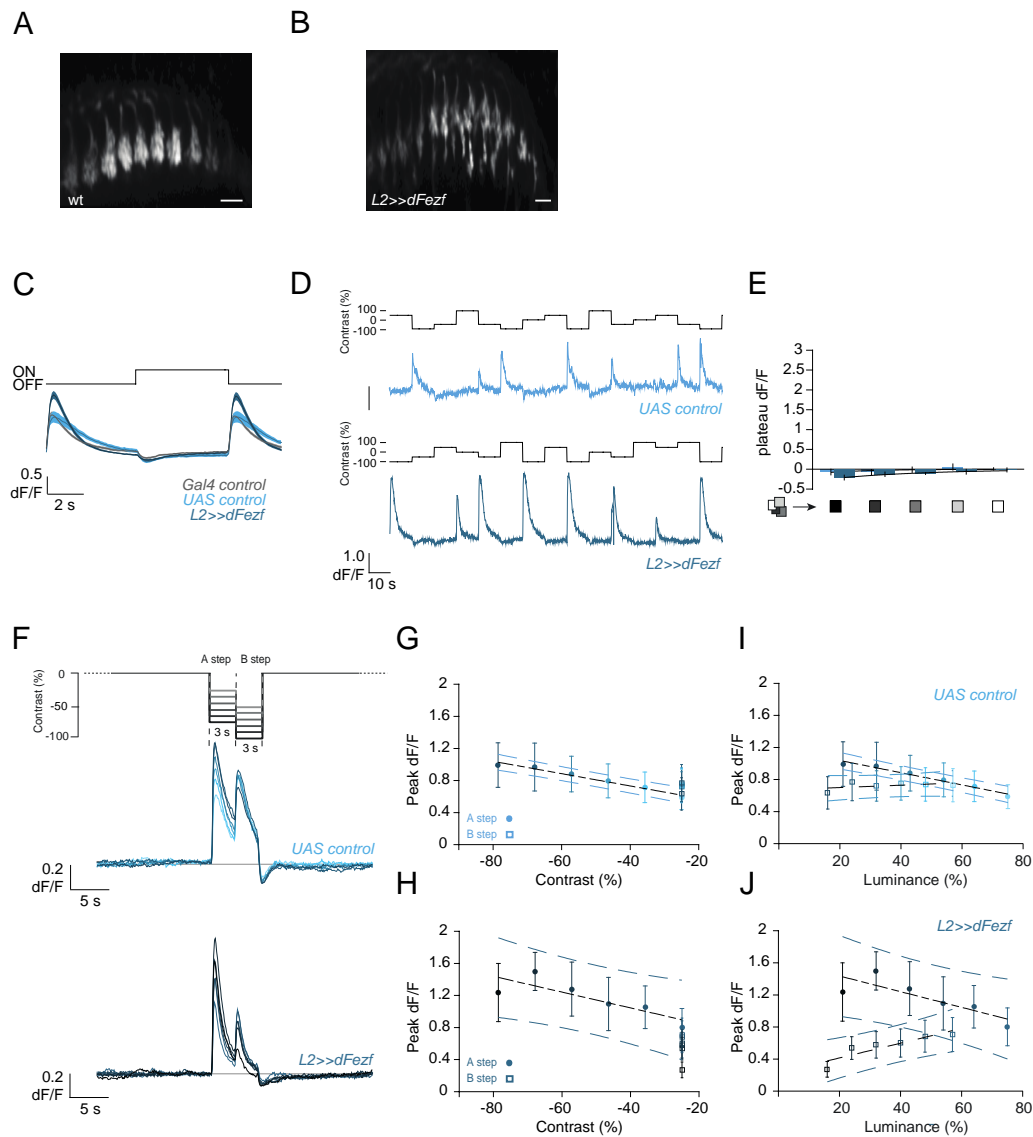 A
B
wt
L2>>dFezf
C
ON
OFF
0.5
dF/F
2 s
Gal4 control
UAS control
L2>>dFezf
D
Contrast (%)
100
0
-100
UAS control
Contrast (%)
100
0
-100
1.0
dF/F
10 s
L2>>dFezf
E
plateau dF/F
3
2.5
2
1.5
1
0.5
0
-0.5
F
A step
B step
Contrast (%)
0
-50
-100
3 s
3 s
UAS control
0.2
dF/F
5 s
L2>>dFezf
0.2
dF/F
5 s
G
Peak dF/F
2
1.6
1.2
0.8
0.4
0
A step
B step
-80
-60
-40
-20
Contrast (%)
H
Peak dF/F
2
1.6
1.2
0.8
0.4
0
A step
B step
-80
-60
-40
-20
Contrast (%)
I
UAS control
Peak dF/F
2
1.6
1.2
0.8
0.4
0
20
40
60
80
Luminance (%)
J
L2>>dFezf
Peak dF/F
2
1.6
1.2
0.8
0.4
0
20
40
60
80
Luminance (%)